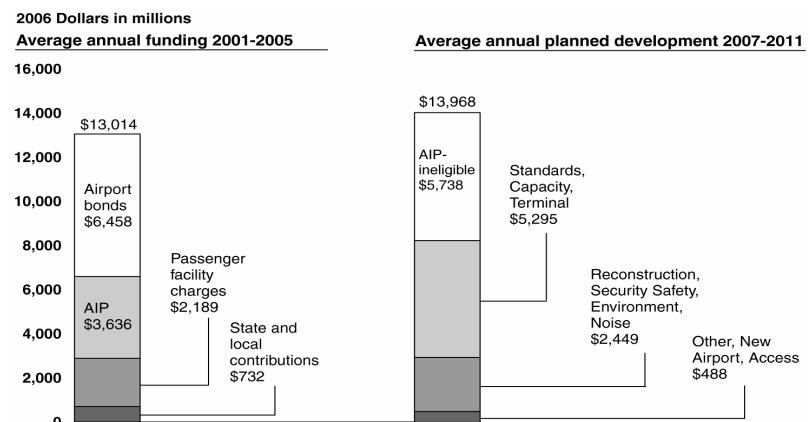 2006 Dollars in millions
Average annual funding 2001-2005
Average annual planned development 2007-2011
16,000
14,000
12,000
10,000
8,000
6,000
4,000
2,000
0
$13,014
Airport
bonds
$6,458
AIP
$3,636
Passenger
facility
charges
$2,189
State and
local
contributions
$732
$13,968
AIP-
ineligible
$5,738
Standards,
Capacity,
Terminal
$5,295
Reconstruction,
Security Safety,
Environment,
Noise
$2,449
Other, New
Airport, Access
$488